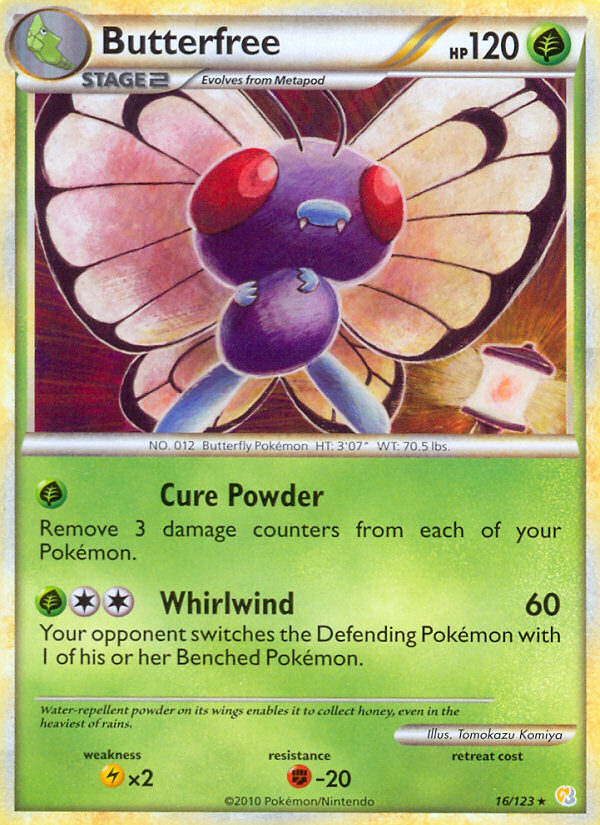 Butterfree
HP120
STAGE 2
Evolves from Metapod
NO. 012 Butterfly Pokémon HT: 3'07" WT: 70.5 lbs.
Cure Powder
Remove 3 damage counters from each of your
Pokémon.
Whirlwind 60
Your opponent switches the Defending Pokémon with
1 of his or her Benched Pokémon.
Water-repellent powder on its wings enables it to collect honey, even in the
heaviest of rains.
Illus. Tomokazu Komiya
weakness resistance retreat cost
×2 -20
©2010 Pokémon/Nintendo 16/123 ★